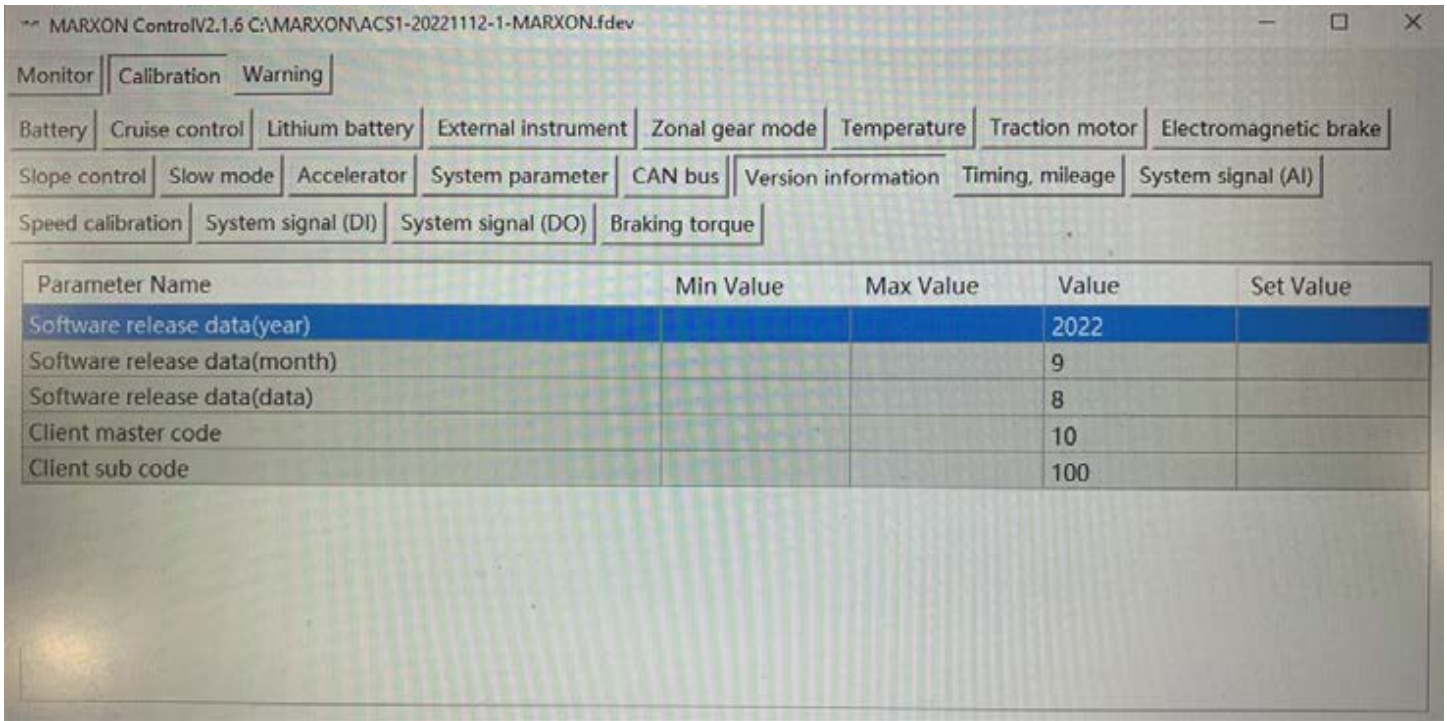 MARXON ControlV2.1.6 C:\MARXON\ACS1-20221112-1-MARXON.fdev
Monitor Calibration Warning
Battery Cruise control Lithium battery External instrument Zonal gear mode Temperature Traction motor Electromagnetic brake
Slope control Slow mode Accelerator System parameter CAN bus Version information Timing, mileage System signal (AI)
Speed calibration System signal (DI) System signal (DO) Braking torque
Parameter Name Min Value Max Value Value Set Value
Software release data(year) 2022
Software release data(month) 9
Software release data(data) 8
Client master code 10
Client sub code 100